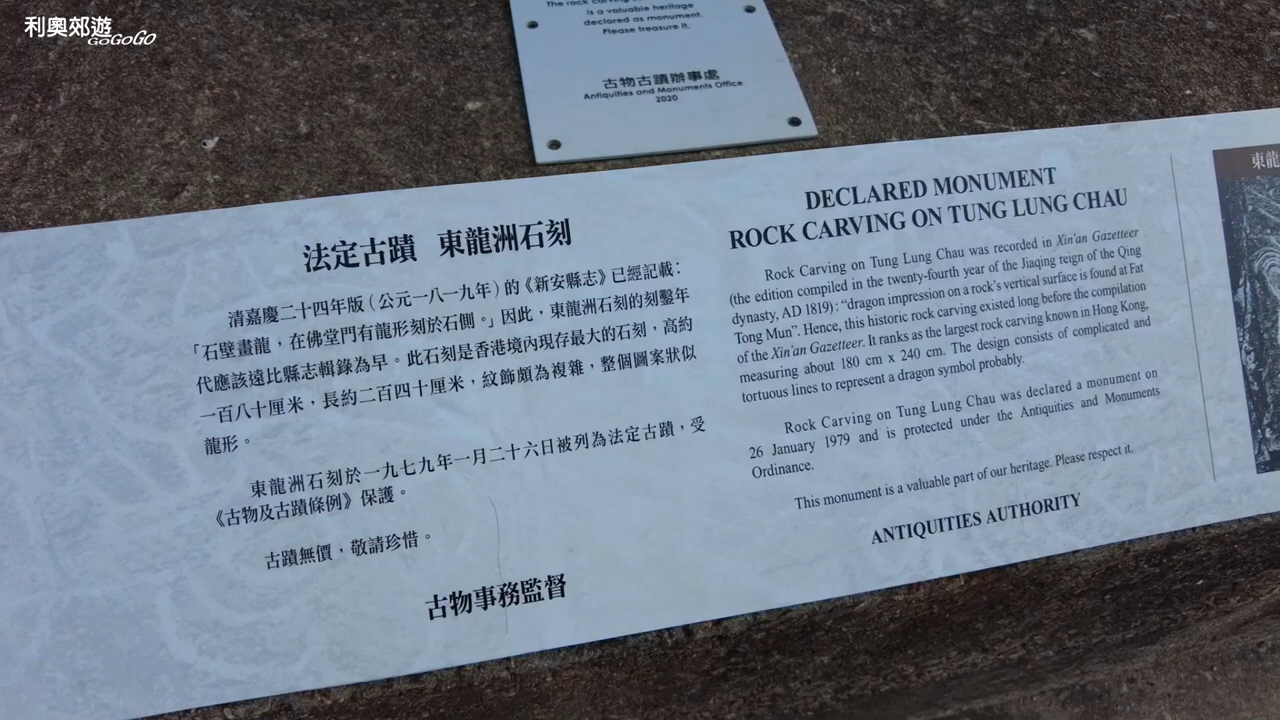 利奧郊遊
GoGoGo
The rock carving
is a valuable heritage
declared as monument.
Please treasure it.
古物古蹟辦事處
Antiquities and Monuments Office
2020
法定古蹟 東龍洲石刻
清嘉慶二十四年版（公元一八一九年）的《新安縣志》已經記載：
「石壁畫龍，在佛堂門有龍形刻於石側。」因此，東龍洲石刻的刻鑿年
代應該遠比縣志輯錄為早。此石刻是香港境內現存最大的石刻，高約
一百八十厘米，長約二百四十厘米，紋飾頗為複雜，整個圖案狀似
龍形。
東龍洲石刻於一九七九年一月二十六日被列為法定古蹟，受
《古物及古蹟條例》保護。
古蹟無價，敬請珍惜。
古物事務監督
DECLARED MONUMENT
ROCK CARVING ON TUNG LUNG CHAU
Rock Carving on Tung Lung Chau was recorded in Xin'an Gazetteer
(the edition compiled in the twenty-fourth year of the Jiaqing reign of the Qing
dynasty, AD 1819): “dragon impression on a rock's vertical surface is found at Fat
Tong Mun”. Hence, this historic rock carving existed long before the compilation
of the Xin'an Gazetteer. It ranks as the largest rock carving known in Hong Kong,
measuring about 180 cm x 240 cm. The design consists of complicated and
tortuous lines to represent a dragon symbol probably.
Rock Carving on Tung Lung Chau was declared a monument on
26 January 1979 and is protected under the Antiquities and Monuments
Ordinance.
This monument is a valuable part of our heritage. Please respect it.
ANTIQUITIES AUTHORITY
東龍